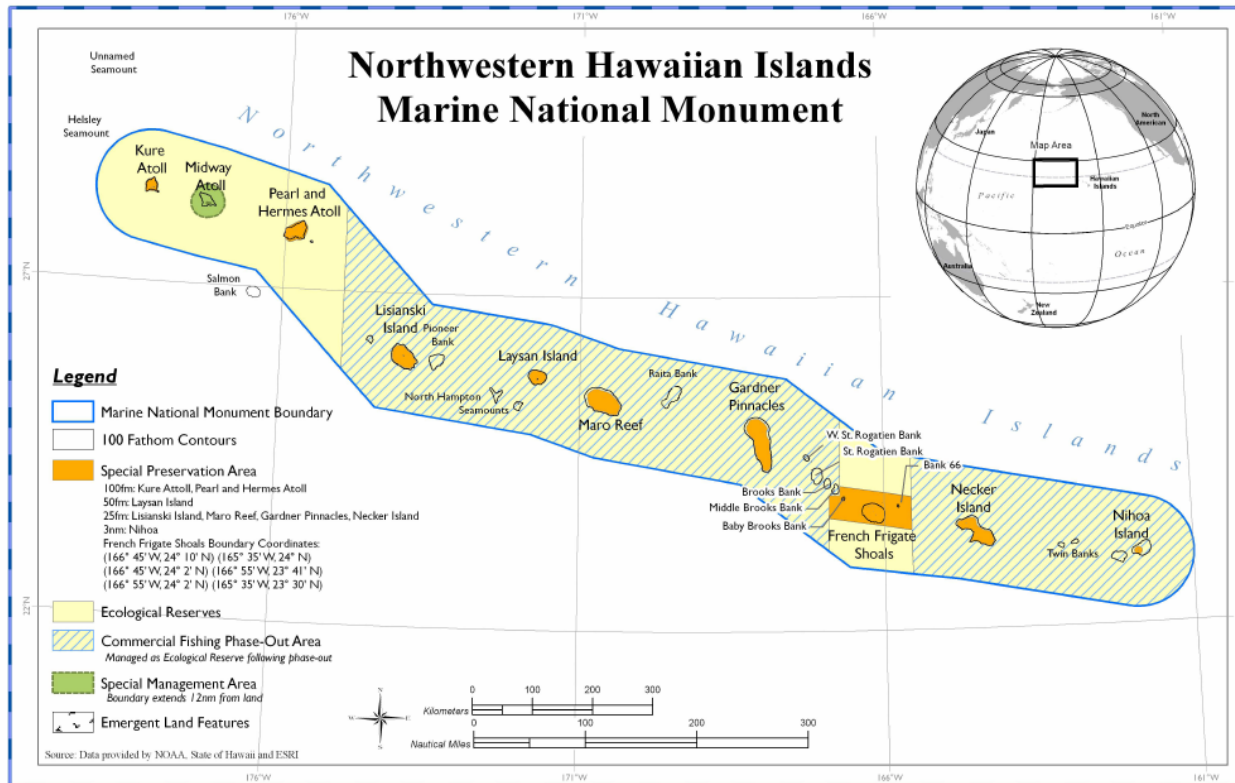 176°W 171°W 166°W 161°W
Northwestern Hawaiian Islands
Marine National Monument
Unnamed
Seamount
Helsley
Seamount
Kure
Atoll
Midway
Atoll
Pearl and
Hermes Atoll
Salmon
Bank
27°N
Northwestern Hawaiian Islands
Lisianski
Island
Pioneer
Bank
Laysan Island
North Hampton
Seamounts
Maro Reef
Raita Bank
Gardner
Pinnacles
W. St. Rogatien Bank
St. Rogatien Bank
Brooks Bank
Middle Brooks Bank
Baby Brooks Bank
Bank 66
French Frigate
Shoals
Necker
Island
Twin Banks
Nihoa
Island
Map Area
Japan
North
American
Hawaiian
Islands
Pacific
Equator
Ocean
Australia
New
Zealand
Legend
Marine National Monument Boundary
100 Fathom Contours
Special Preservation Area
100fm: Kure Attoll, Pearl and Hermes Atoll
50fm: Laysan Island
25fm: Lisianski Island, Maro Reef, Gardner Pinnacles, Necker Island
3nm: Nihoa
French Frigate Shoals Boundary Coordinates:
(166° 45' W, 24° 10' N) (165° 35' W, 24° N)
(166° 45' W, 24° 2' N) (166° 55' W, 23° 41' N)
(166° 55' W, 24° 2' N) (165° 35' W, 23° 30' N)
22°N
Ecological Reserves
Commercial Fishing Phase-Out Area
Managed as Ecological Reserve following phase-out
Special Management Area
Boundary extends 12nm from land
Emergent Land Features
N
W E
S
0 100 200 300
Kilometers
0 100 200 300
Nautical Miles
Source: Data provided by NOAA, State of Hawaii and ESRI
176°W 171°W 166°W 161°W